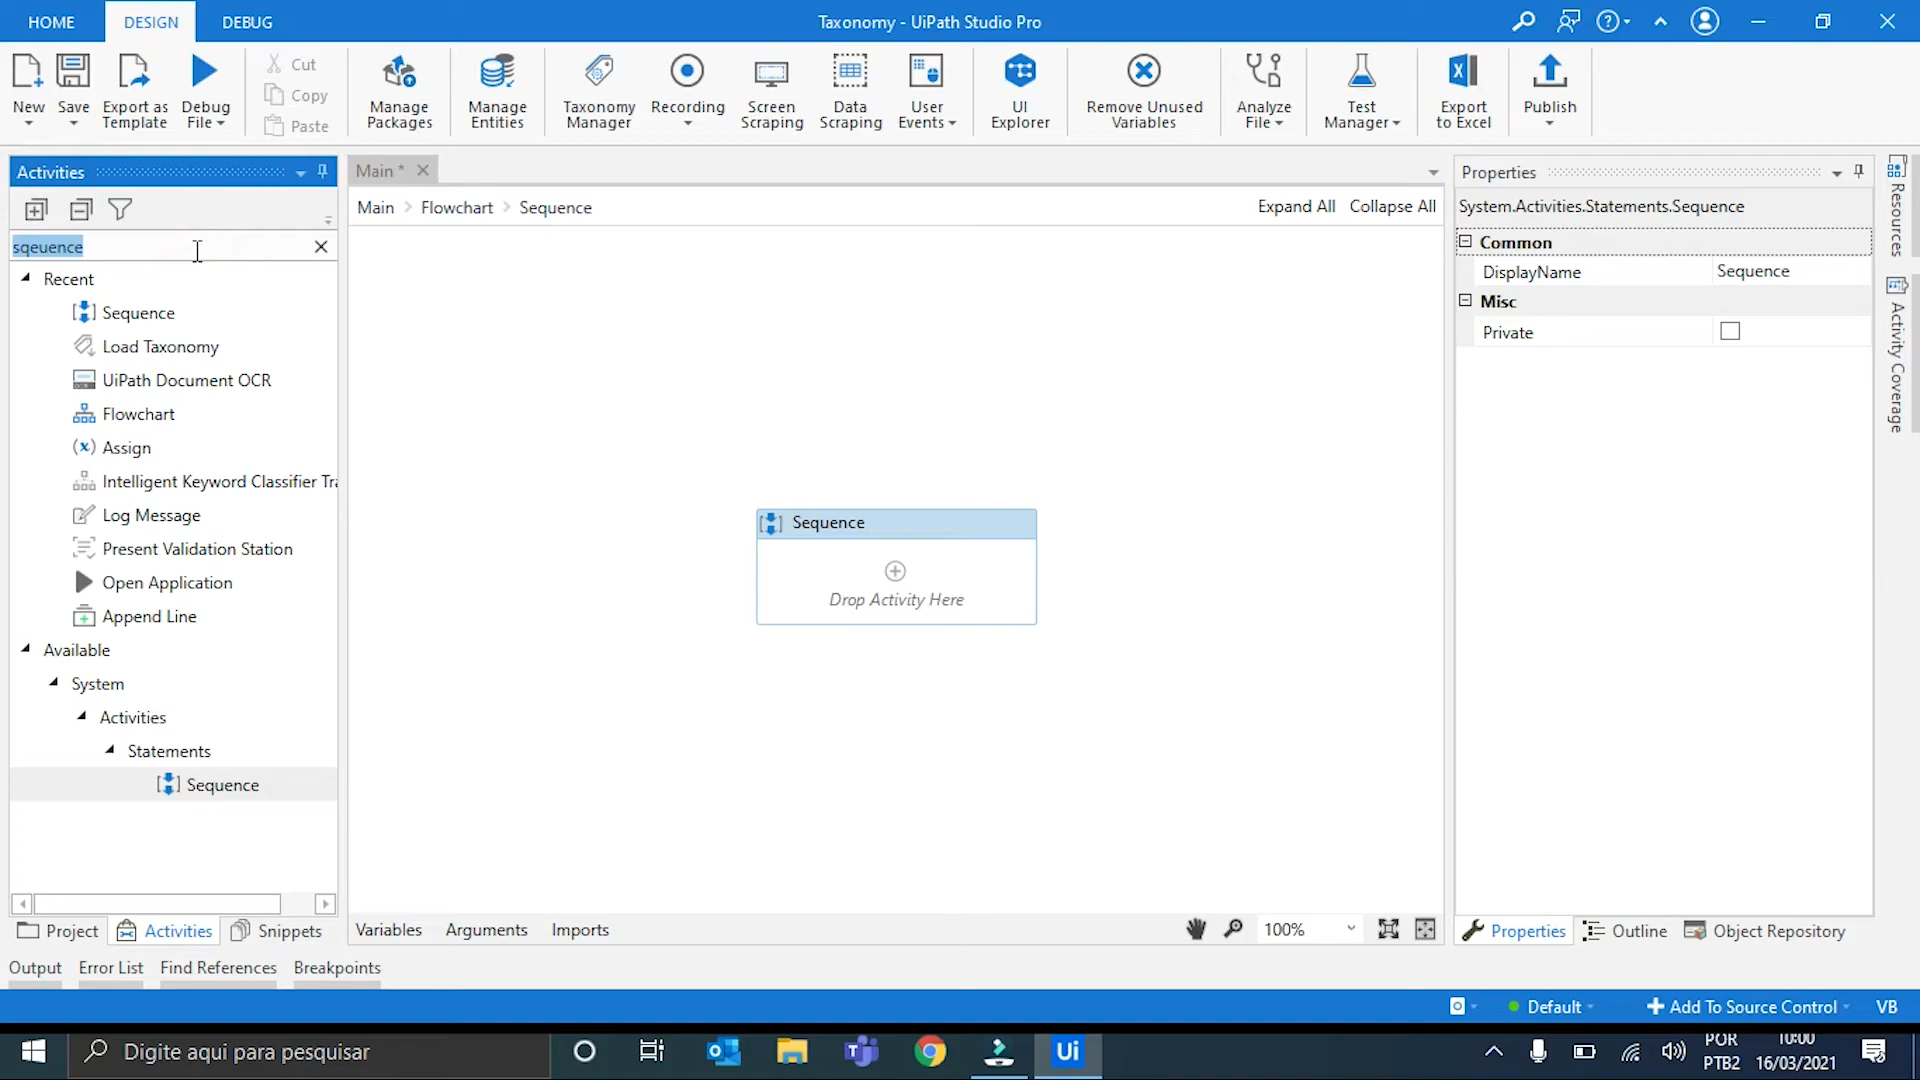 HOME DESIGN DEBUG Taxonomy - UiPath Studio Pro
New Save Export as Template Debug File Cut Copy Paste Manage Packages Manage Entities Taxonomy Manager Recording Screen Scraping Data Scraping User Events UI Explorer Remove Unused Variables Analyze File Test Manager Export to Excel Publish
Activities
sqeuence
Recent
Sequence
Load Taxonomy
UiPath Document OCR
Flowchart
Assign
Intelligent Keyword Classifier Tra
Log Message
Present Validation Station
Open Application
Append Line
Available
System
Activities
Statements
Sequence
Project Activities Snippets
Main *
Main Flowchart Sequence Expand All Collapse All
Sequence
Drop Activity Here
Variables Arguments Imports 100%
Properties
System.Activities.Statements.Sequence
Common
DisplayName Sequence
Misc
Private
Properties Outline Object Repository
Resources
Activity Coverage
Output Error List Find References Breakpoints
Default Add To Source Control VB
Digite aqui para pesquisar
Ui
POR
PTB2
10:00
16/03/2021